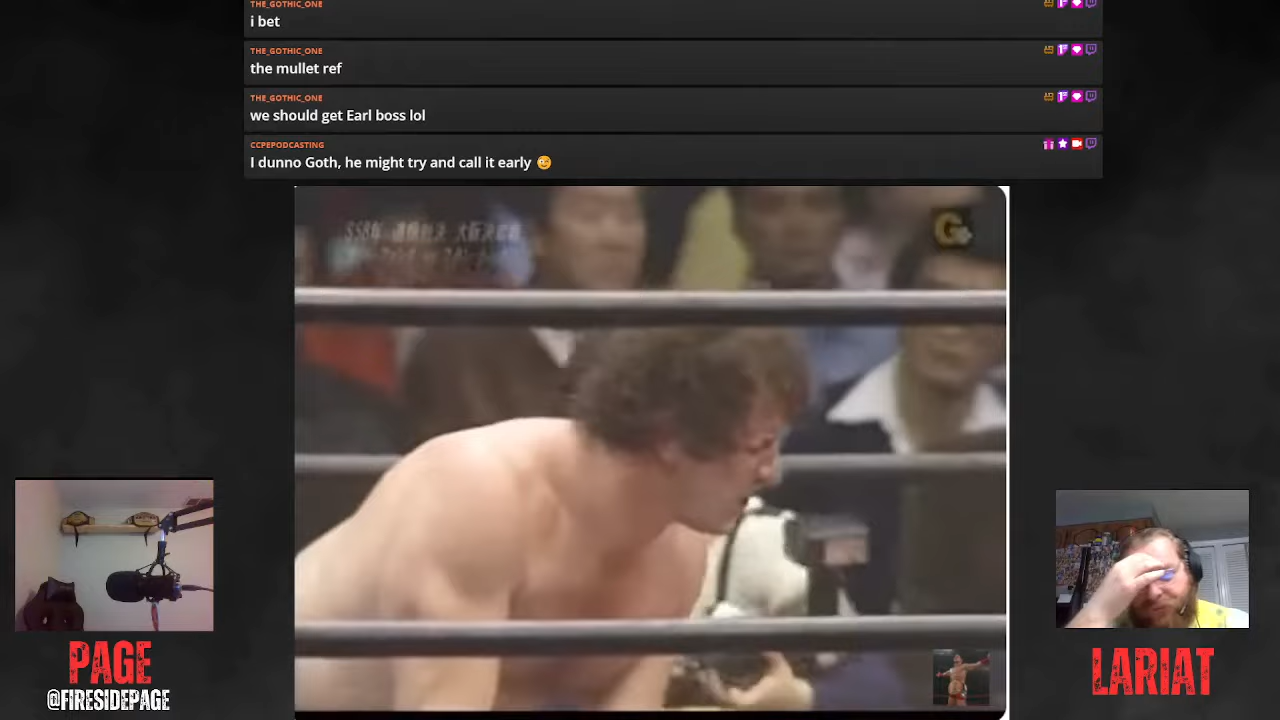 THE_GOTHIC_ONE
i bet
THE_GOTHIC_ONE
the mullet ref
THE_GOTHIC_ONE
we should get Earl boss lol
CCPEPODCASTING
I dunno Goth, he might try and call it early 😉
G+
PAGE
@FIRESIDEPAGE
LARIAT